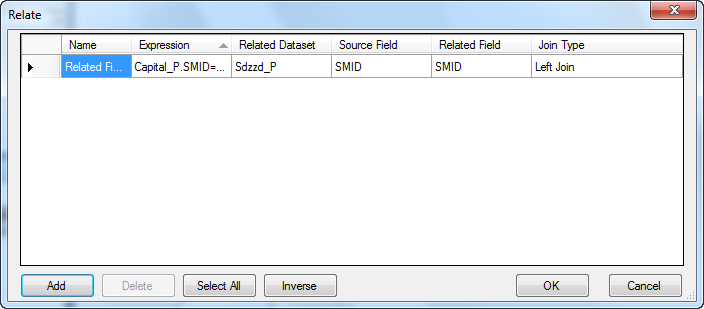 Relate
Name Expression Related Dataset Source Field Related Field Join Type
Related Fi... Capital_P.SMID=... Sdzzd_P SMID SMID Left Join
Add Delete Select All Inverse OK Cancel